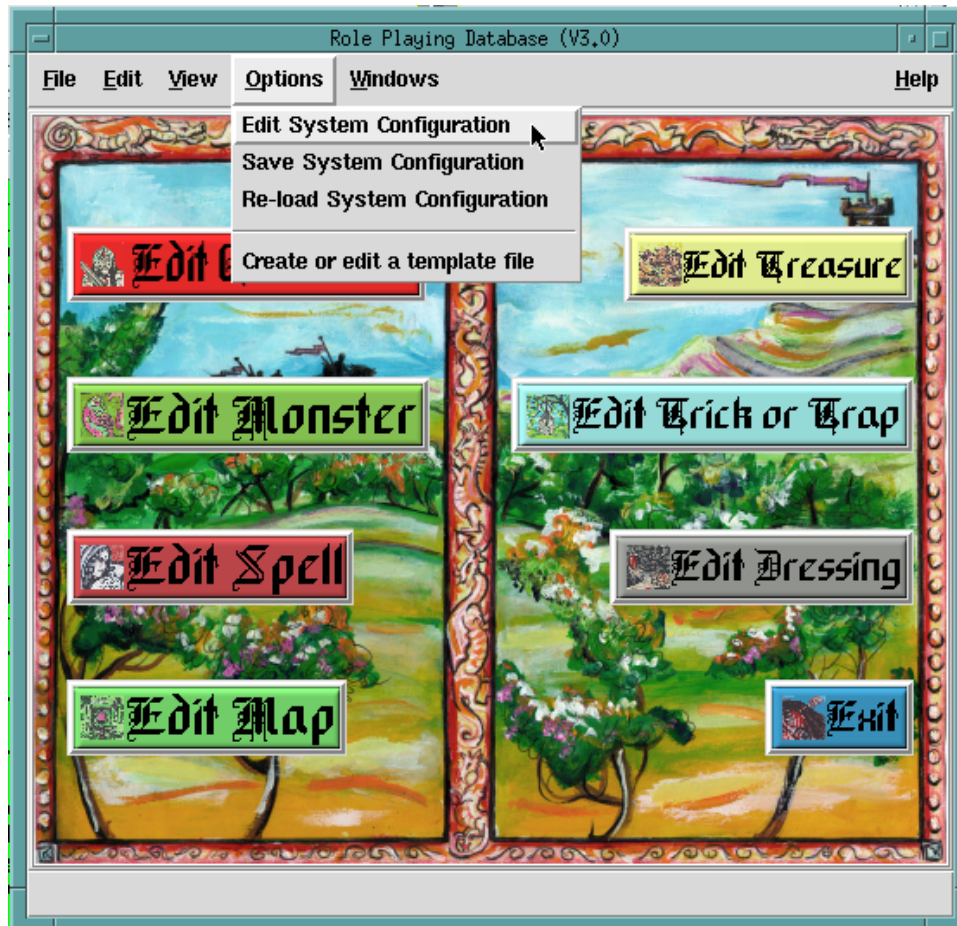 Role Playing Database (V3.0)
File Edit View Options Windows Help
Edit System Configuration
Save System Configuration
Re-load System Configuration
Create or edit a template file
Edit
Edit Treasure
Edit Monster
Edit Trick or Trap
Edit Spell
Edit Dressing
Edit Map
Exit